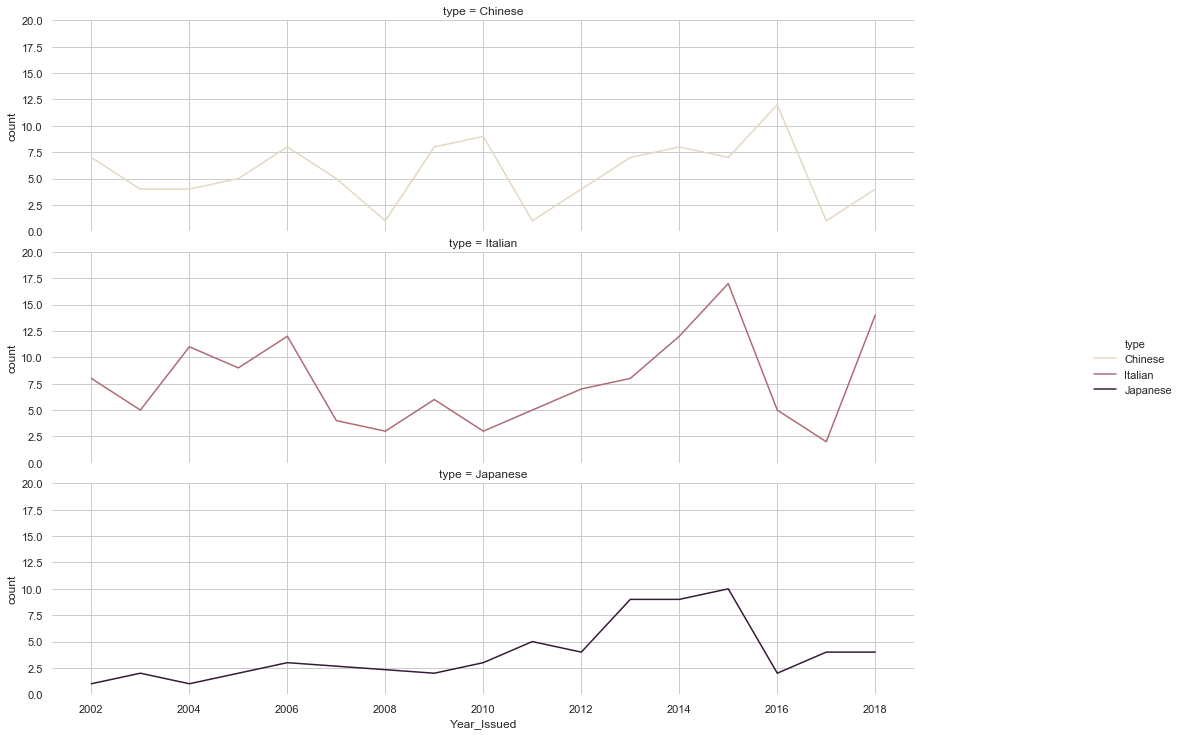 type = Chinese
20.0
17.5
15.0
12.5
10.0
7.5
5.0
2.5
0.0
count
type = Italian
20.0
17.5
15.0
12.5
10.0
7.5
5.0
2.5
0.0
count
type = Japanese
20.0
17.5
15.0
12.5
10.0
7.5
5.0
2.5
0.0
count
2002 2004 2006 2008 2010 2012 2014 2016 2018
Year_Issued
type
Chinese
Italian
Japanese